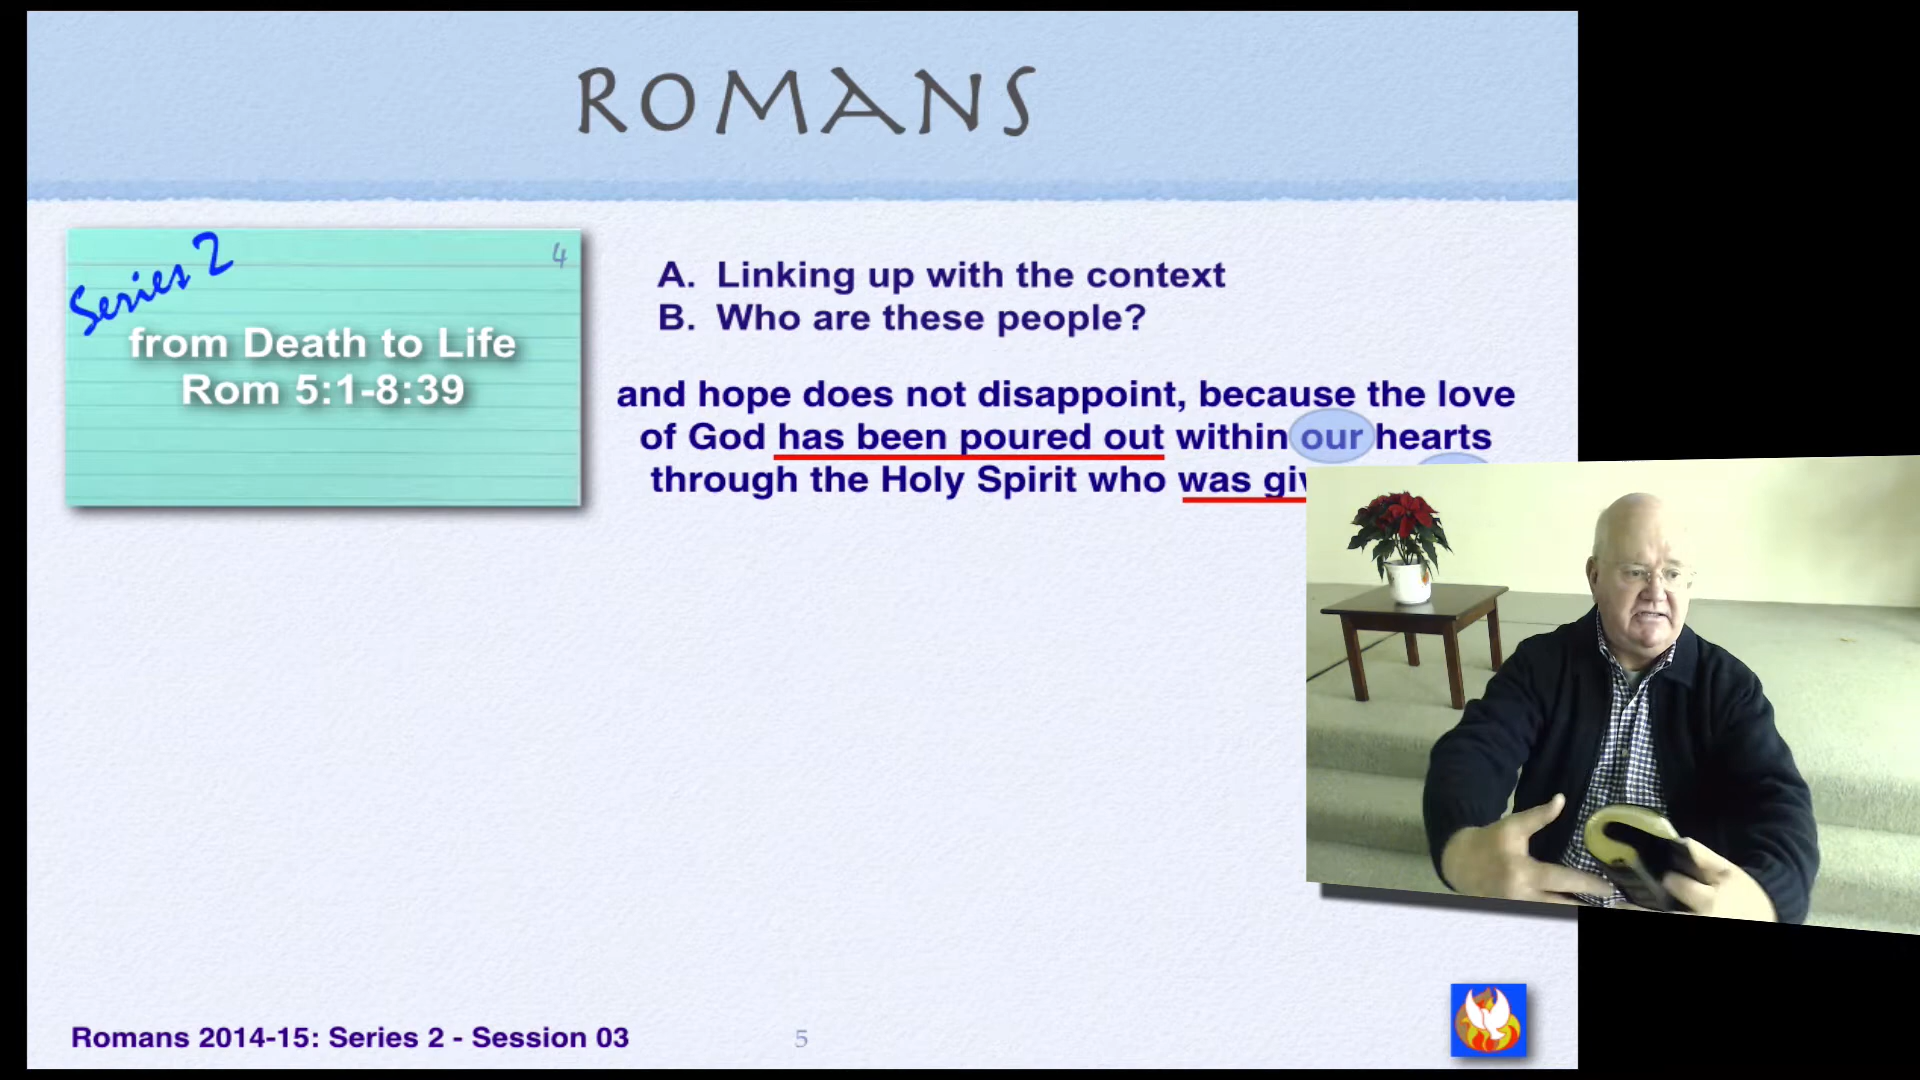 ROMANS
Series 2
4
from Death to Life
Rom 5:1-8:39
A. Linking up with the context
B. Who are these people?
and hope does not disappoint, because the love
of God has been poured out within our hearts
through the Holy Spirit who was
Romans 2014-15: Series 2 - Session 03
5